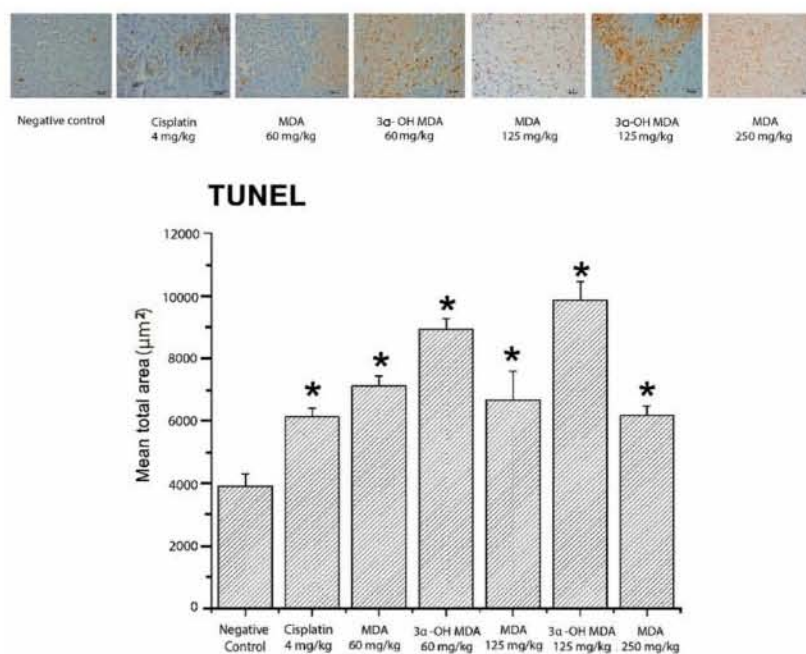 Negative control
Cisplatin
4 mg/kg
MDA
60 mg/kg
3α- OH MDA
60 mg/kg
MDA
125 mg/kg
3α-OH MDA
125 mg/kg
MDA
250 mg/kg
TUNEL
Mean total area (µm²)
12000
10000
8000
6000
4000
2000
0
*
*
*
*
*
*
Negative
Control
Cisplatin
4 mg/kg
MDA
60 mg/kg
3α -OH MDA
60 mg/kg
MDA
125 mg/kg
3α -OH MDA
125 mg/kg
MDA
250 mg/kg